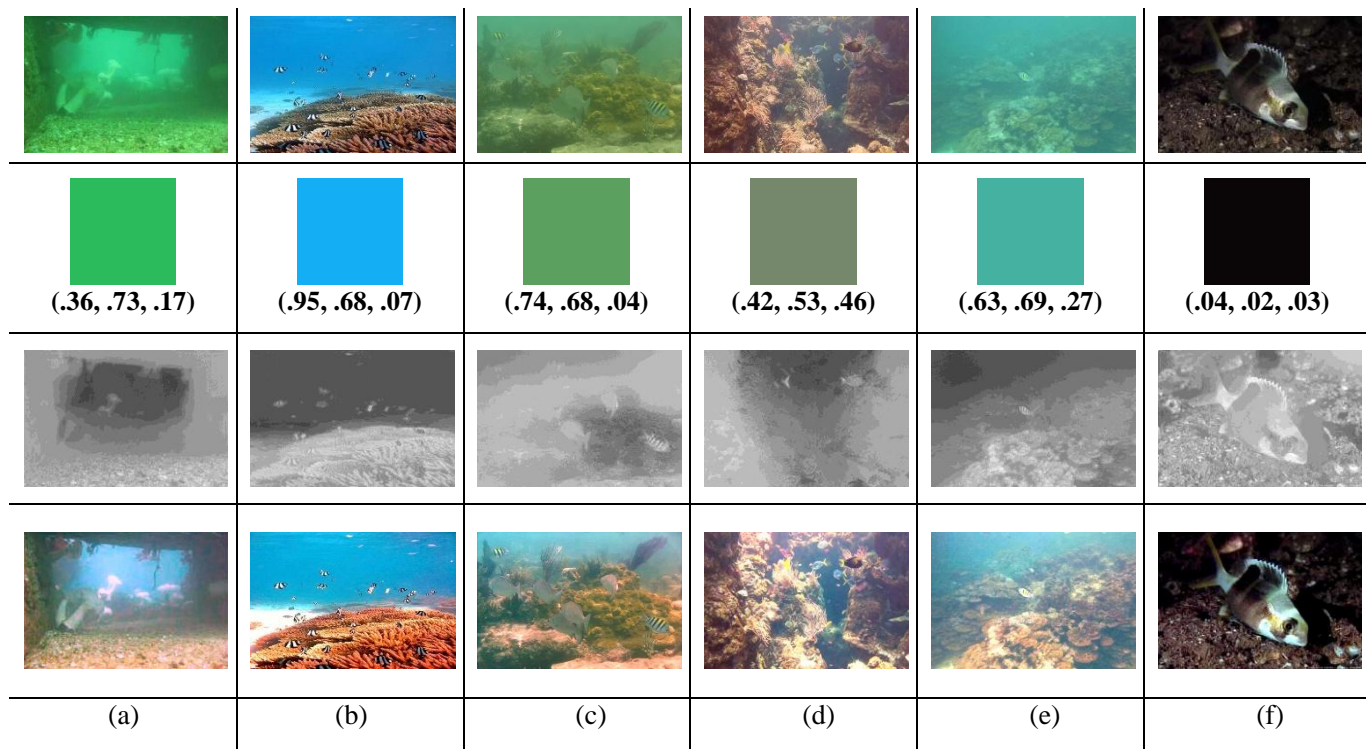 (.36, .73, .17) (.95, .68, .07) (.74, .68, .04) (.42, .53, .46) (.63, .69, .27) (.04, .02, .03)
(a) (b) (c) (d) (e) (f)